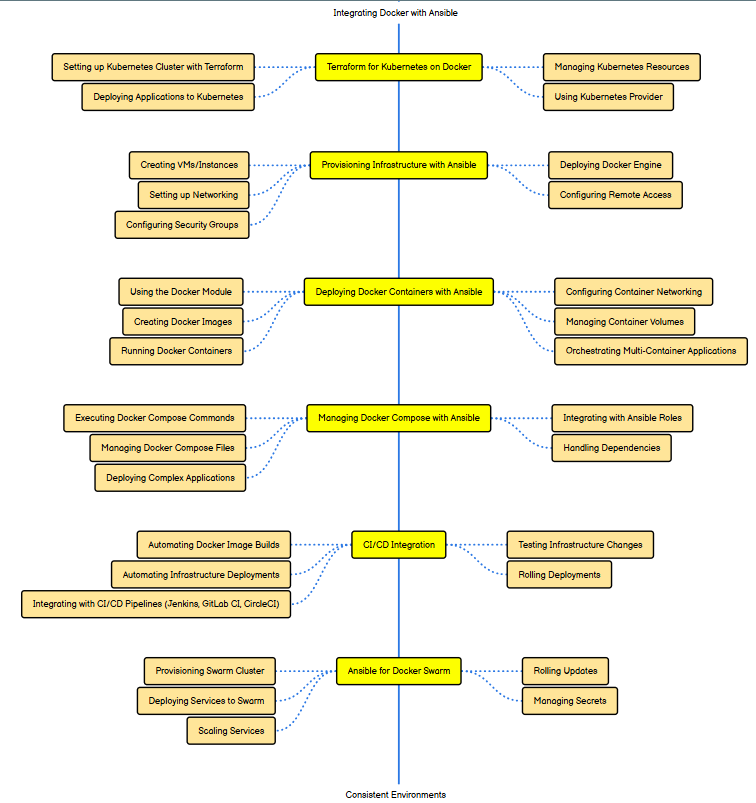 Integrating Docker with Ansible
Setting up Kubernetes Cluster with Terraform
Deploying Applications to Kubernetes
Terraform for Kubernetes on Docker
Managing Kubernetes Resources
Using Kubernetes Provider
Creating VMs/Instances
Setting up Networking
Configuring Security Groups
Provisioning Infrastructure with Ansible
Deploying Docker Engine
Configuring Remote Access
Using the Docker Module
Creating Docker Images
Running Docker Containers
Deploying Docker Containers with Ansible
Configuring Container Networking
Managing Container Volumes
Orchestrating Multi-Container Applications
Executing Docker Compose Commands
Managing Docker Compose Files
Deploying Complex Applications
Managing Docker Compose with Ansible
Integrating with Ansible Roles
Handling Dependencies
Automating Docker Image Builds
Automating Infrastructure Deployments
Integrating with CI/CD Pipelines (Jenkins, GitLab CI, CircleCI)
CI/CD Integration
Testing Infrastructure Changes
Rolling Deployments
Provisioning Swarm Cluster
Deploying Services to Swarm
Scaling Services
Ansible for Docker Swarm
Rolling Updates
Managing Secrets
Consistent Environments